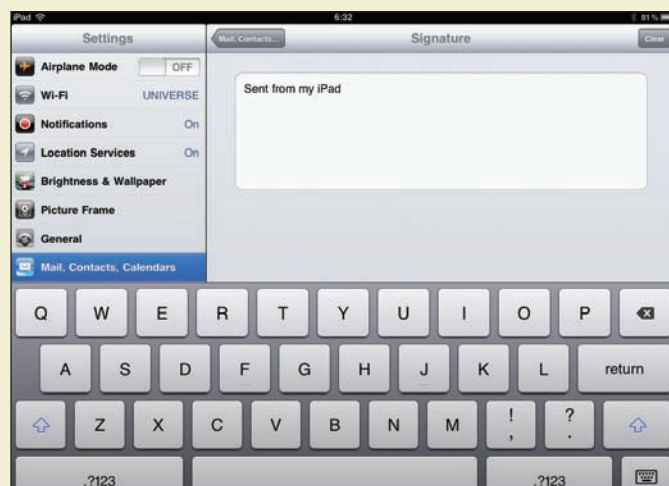 iPad 6:32 81%
Settings
Mail, Contacts... Signature Clear
Airplane Mode OFF
Sent from my iPad
Wi-Fi UNIVERSE
Notifications On
Location Services On
Brightness & Wallpaper
Picture Frame
General
Mail, Contacts, Calendars
Q W E R T Y U I O P
A S D F G H J K L return
Z X C V B N M ! , ? .
.?123 .?123